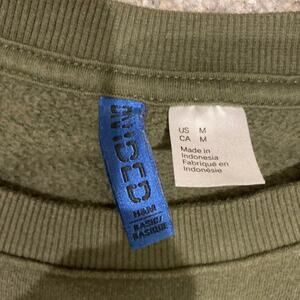 DIVIDED
H&M
BASIC/
BASIQUE
US M
CA M
Made in
Indonesia
Fabriqué en
Indonésie